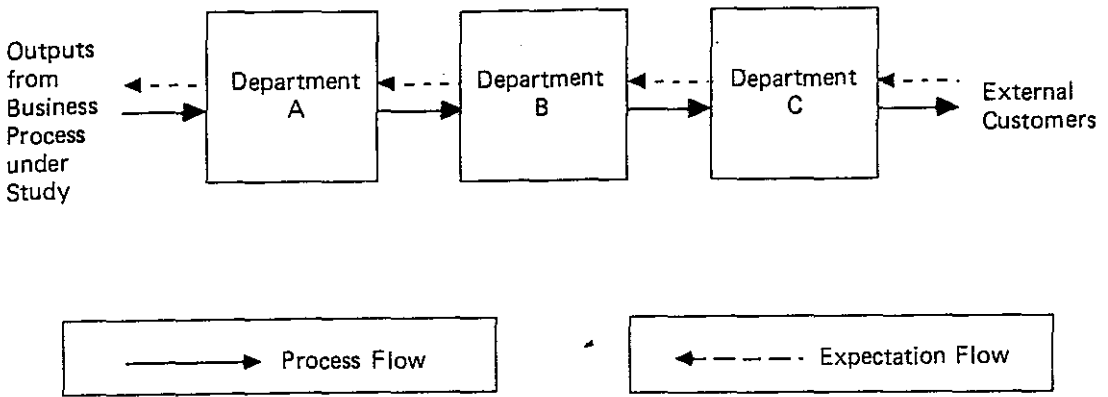 Outputs
from
Business
Process
under
Study
Department
A
Department
B
Department
C
External
Customers
Process Flow
Expectation Flow